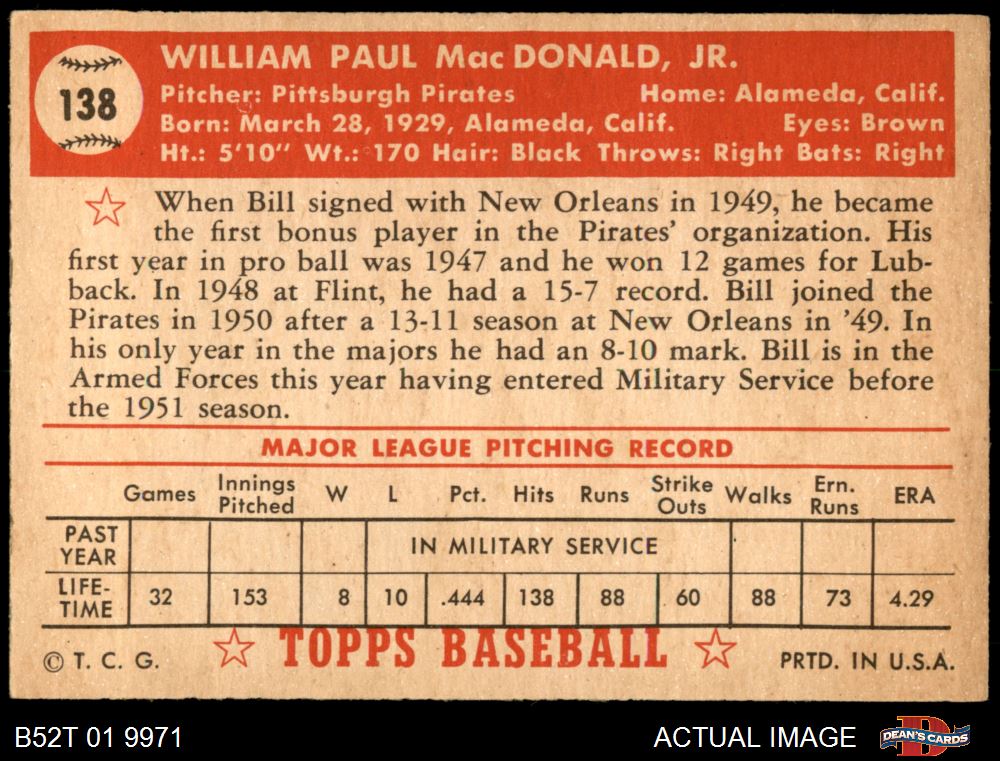 138
WILLIAM PAUL MacDONALD, JR.
Pitcher: Pittsburgh Pirates Home: Alameda, Calif.
Born: March 28, 1929, Alameda, Calif. Eyes: Brown
Ht.: 5'10" Wt.: 170 Hair: Black Throws: Right Bats: Right
When Bill signed with New Orleans in 1949, he became
the first bonus player in the Pirates' organization. His
first year in pro ball was 1947 and he won 12 games for Lub-
back. In 1948 at Flint, he had a 15-7 record. Bill joined the
Pirates in 1950 after a 13-11 season at New Orleans in '49. In
his only year in the majors he had an 8-10 mark. Bill is in the
Armed Forces this year having entered Military Service before
the 1951 season.
MAJOR LEAGUE PITCHING RECORD
Games Innings Pitched W L Pct. Hits Runs Strike Outs Walks Ern. Runs ERA
PAST YEAR IN MILITARY SERVICE
LIFE-TIME 32 153 8 10 .444 138 88 60 88 73 4.29
© T. C. G. TOPPS BASEBALL PRTD. IN U.S.A.
B52T 01 9971 ACTUAL IMAGE DEAN'S CARDS